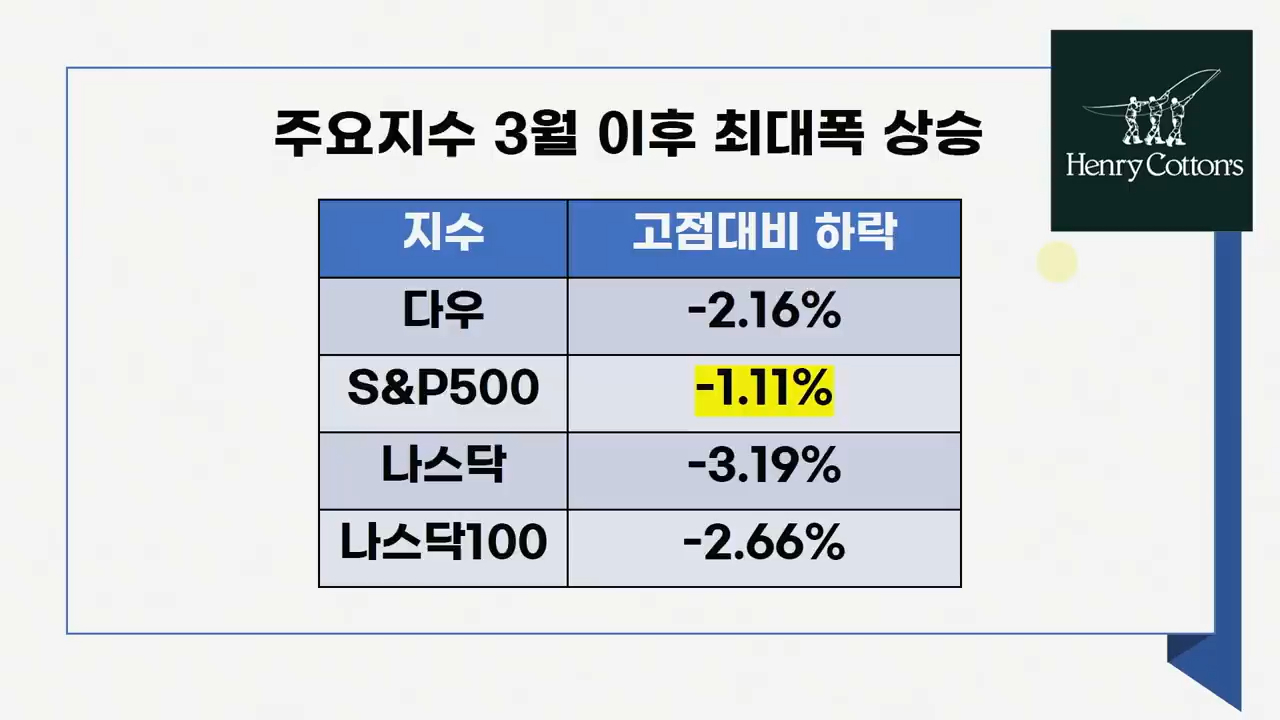 주요지수 3월 이후 최대폭 상승
Henry Cotton's
지수 고점대비 하락
다우 -2.16%
S&P500 -1.11%
나스닥 -3.19%
나스닥100 -2.66%